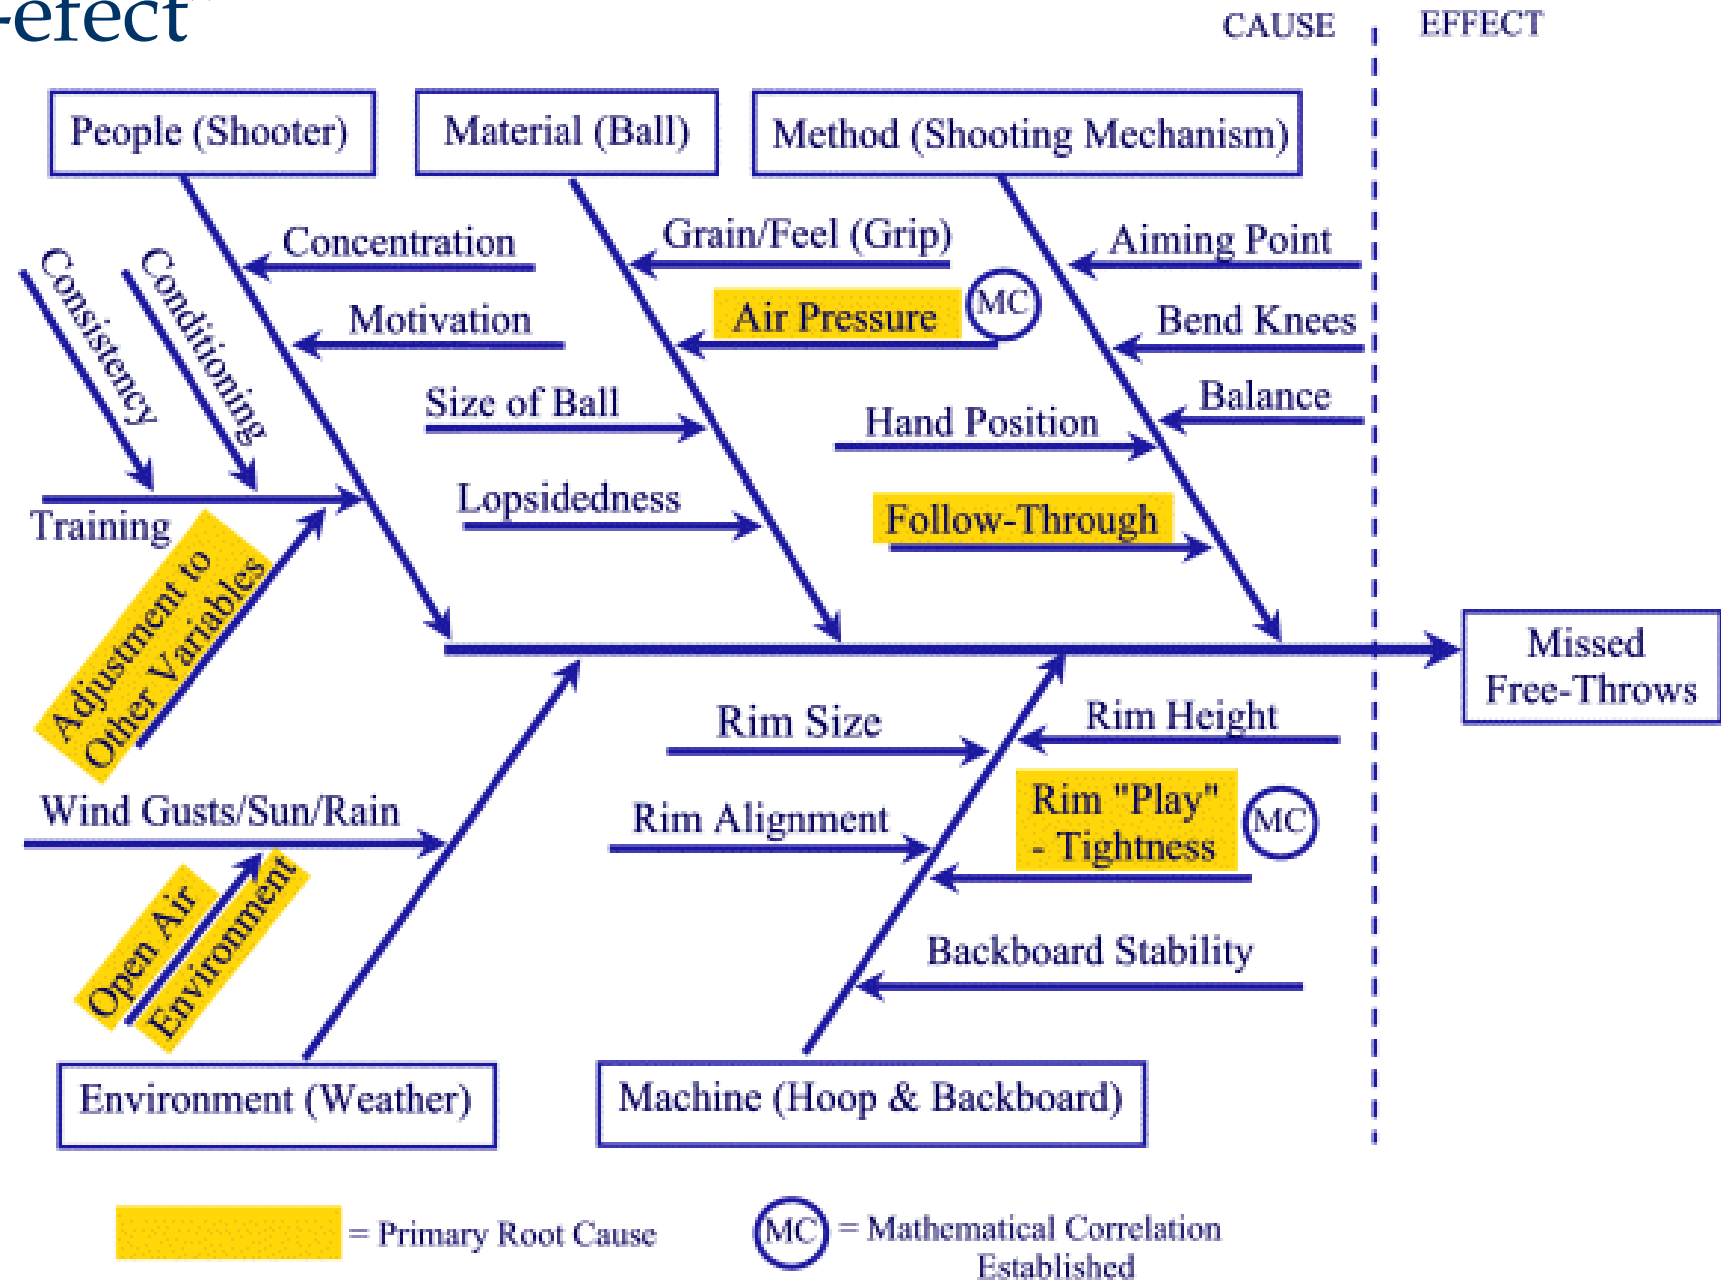 -efect"
CAUSE
EFFECT
People (Shooter)
Material (Ball)
Method (Shooting Mechanism)
Concentration
Motivation
Consistency
Conditioning
Training
Adjustment to
Other Variables
Grain/Feel (Grip)
Air Pressure
MC
Size of Ball
Lopsidedness
Aiming Point
Bend Knees
Balance
Hand Position
Follow-Through
Missed
Free-Throws
Wind Gusts/Sun/Rain
Open Air
Environment
Rim Size
Rim Height
Rim Alignment
Rim "Play"
- Tightness
MC
Backboard Stability
Environment (Weather)
Machine (Hoop & Backboard)
= Primary Root Cause
MC = Mathematical Correlation
Established